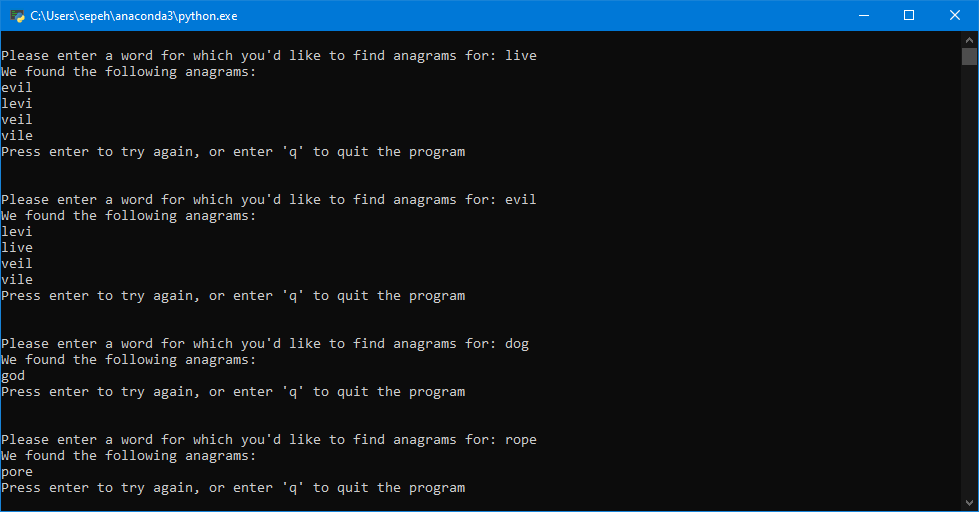 C:\Users\sepeh\anaconda3\python.exe
Please enter a word for which you'd like to find anagrams for: live
We found the following anagrams:
evil
levi
veil
vile
Press enter to try again, or enter 'q' to quit the program
Please enter a word for which you'd like to find anagrams for: evil
We found the following anagrams:
levi
live
veil
vile
Press enter to try again, or enter 'q' to quit the program
Please enter a word for which you'd like to find anagrams for: dog
We found the following anagrams:
god
Press enter to try again, or enter 'q' to quit the program
Please enter a word for which you'd like to find anagrams for: rope
We found the following anagrams:
pore
Press enter to try again, or enter 'q' to quit the program